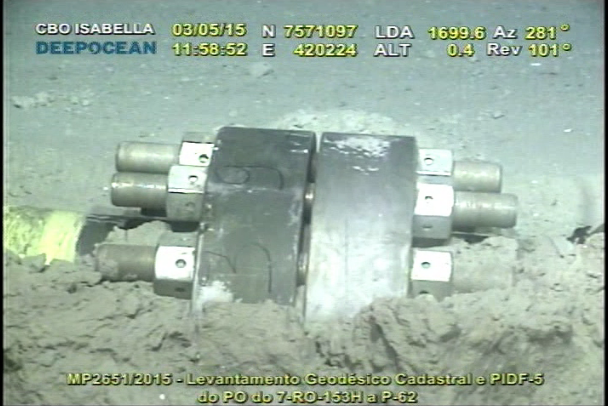 CBO ISABELLA 03/05/15 N 7571097 LDA 1699.6 Az 281°
DEEPOCEAN 11:58:52 E 420224 ALT 0.4 Rev 101°
MP2651/2015 - Levantamento Geodésico Cadastral e PIDF-5
do PO do 7-RO-153H a P-62